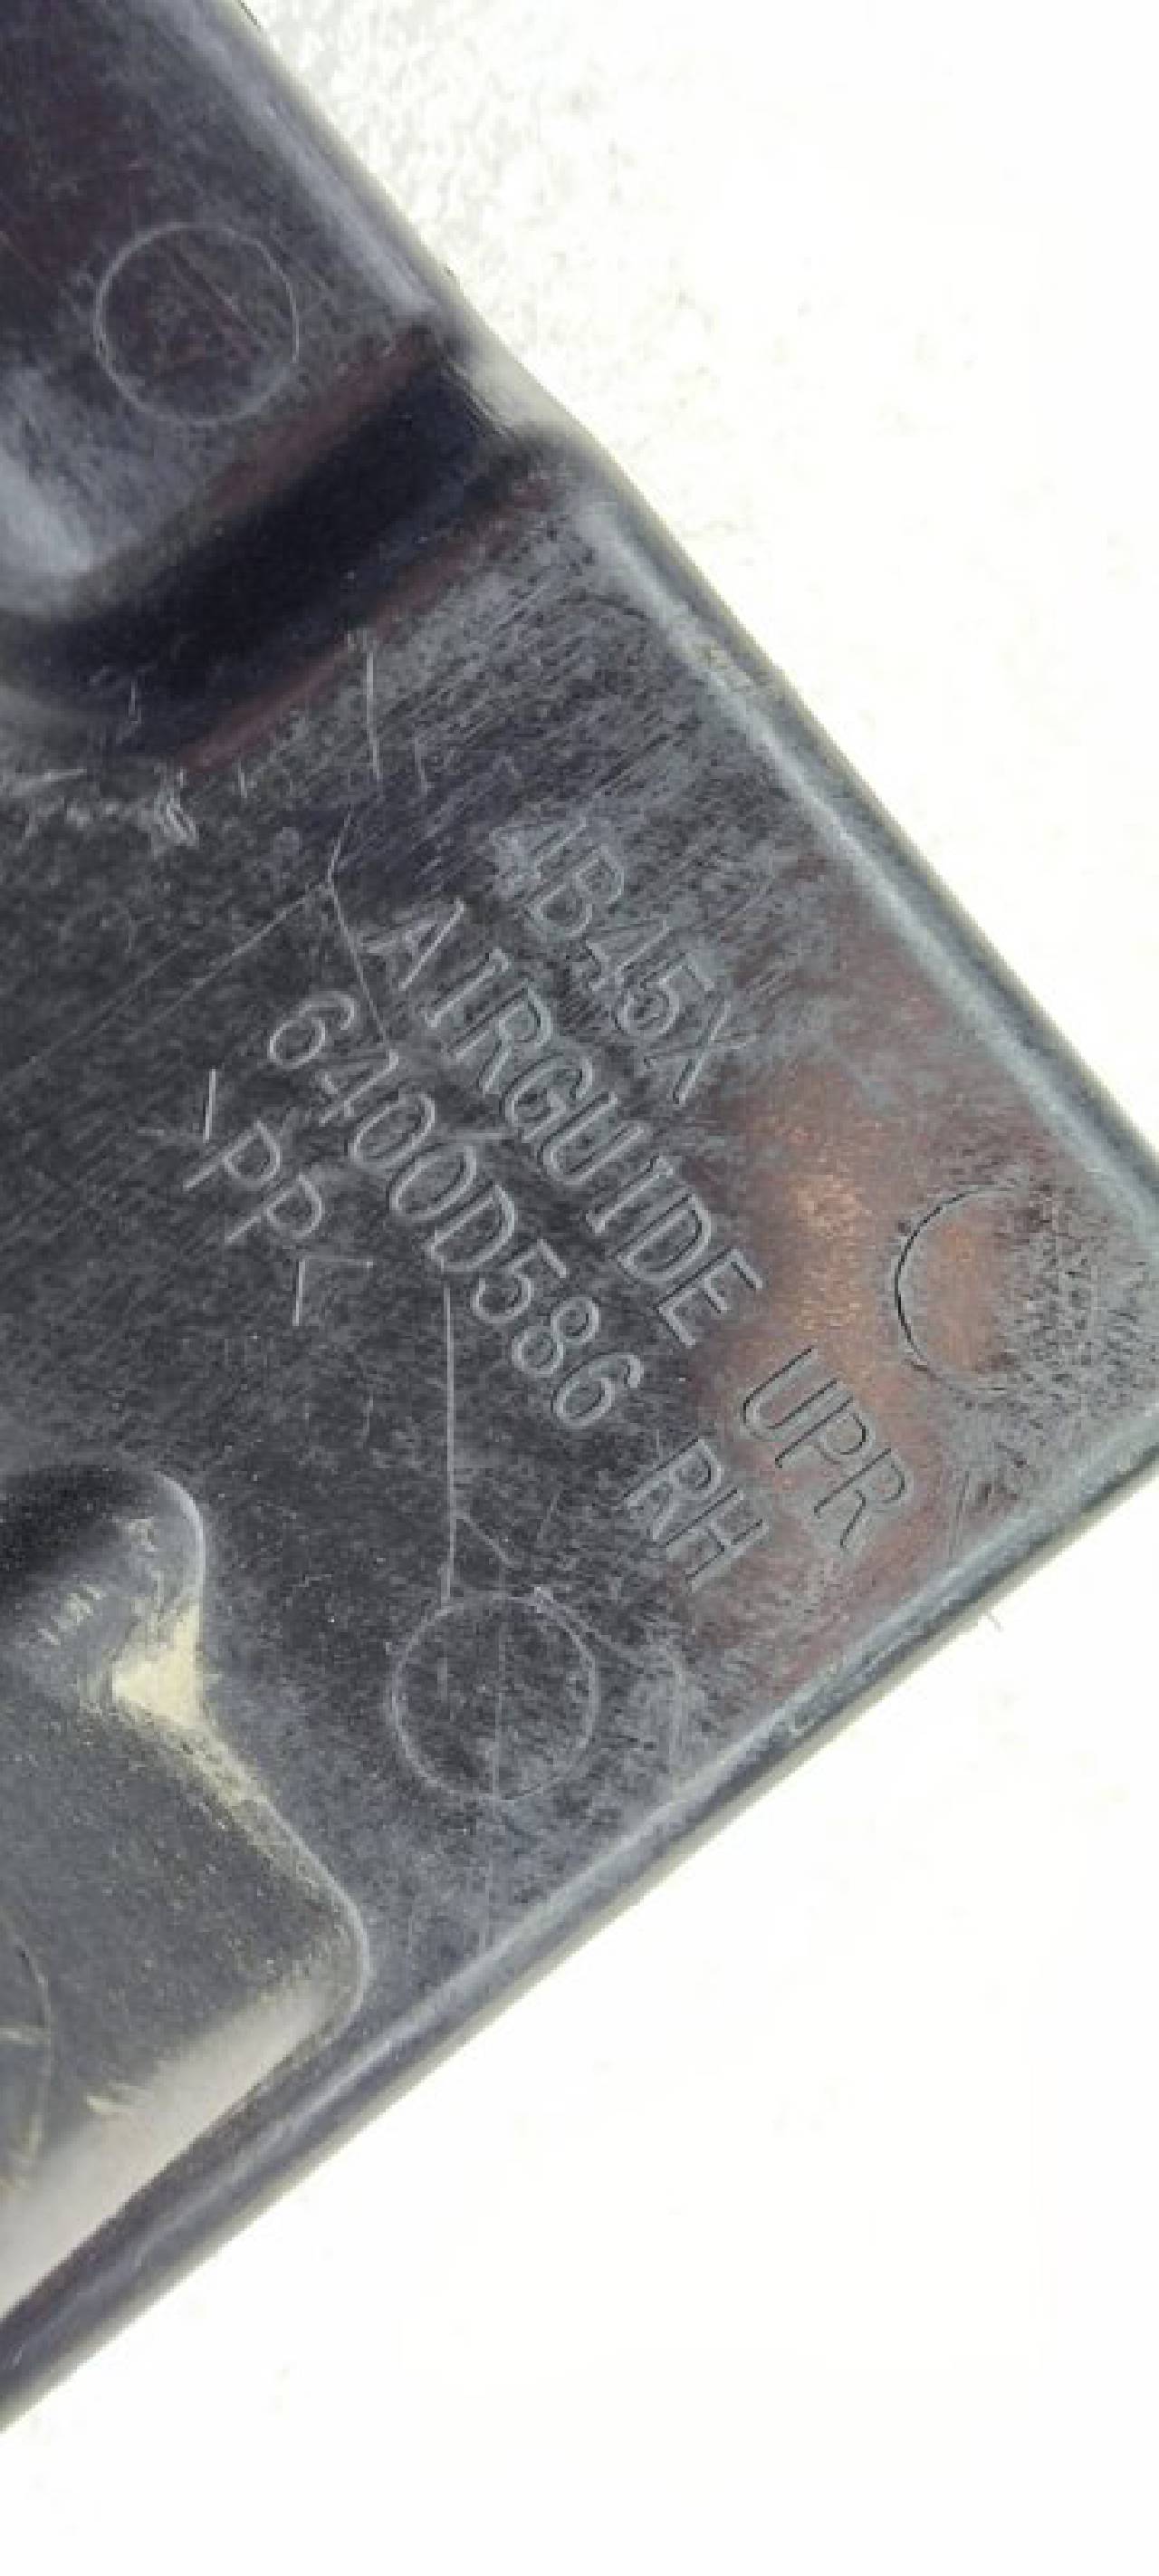 4B45X
AIRGUIDE UPR
6400D586 RH
>PP<